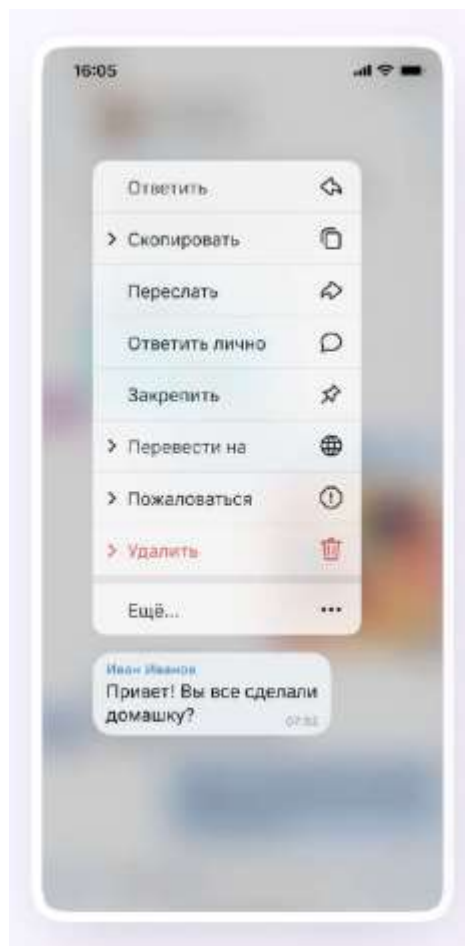 16:05
Ответить
Скопировать
Переслать
Ответить лично
Закрепить
Перевести на
Пожаловаться
Удалить
Ещё...
Иван Иванов
Привет! Вы все сделали
домашку?